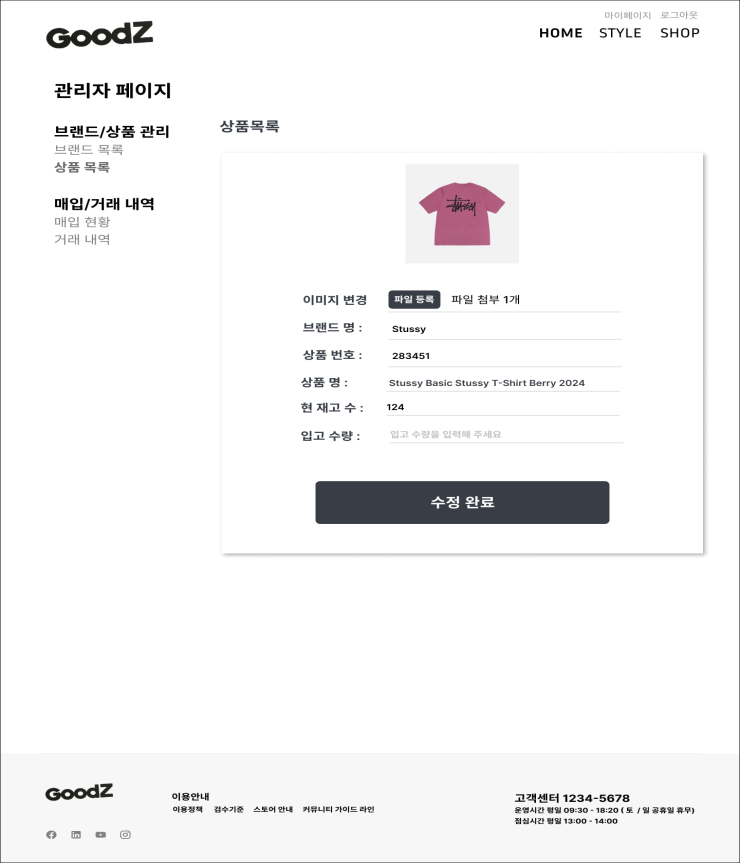 마이페이지 로그아웃
GoodZ
HOME STYLE SHOP
관리자 페이지
브랜드/상품 관리
브랜드 목록
상품 목록
매입/거래 내역
매입 현황
거래 내역
상품목록
Stussy
이미지 변경 파일 등록 파일 첨부 1개
브랜드 명 : Stussy
상품 번호 : 283451
상품 명 : Stussy Basic Stussy T-Shirt Berry 2024
현 재고 수 : 124
입고 수량 : 입고 수량을 입력해 주세요
수정 완료
GoodZ
이용안내
이용정책 검수기준 스토어 안내 커뮤니티 가이드 라인
고객센터 1234-5678
운영시간 평일 09:30 - 18:20 ( 토 / 일 공휴일 휴무)
점심시간 평일 13:00 - 14:00